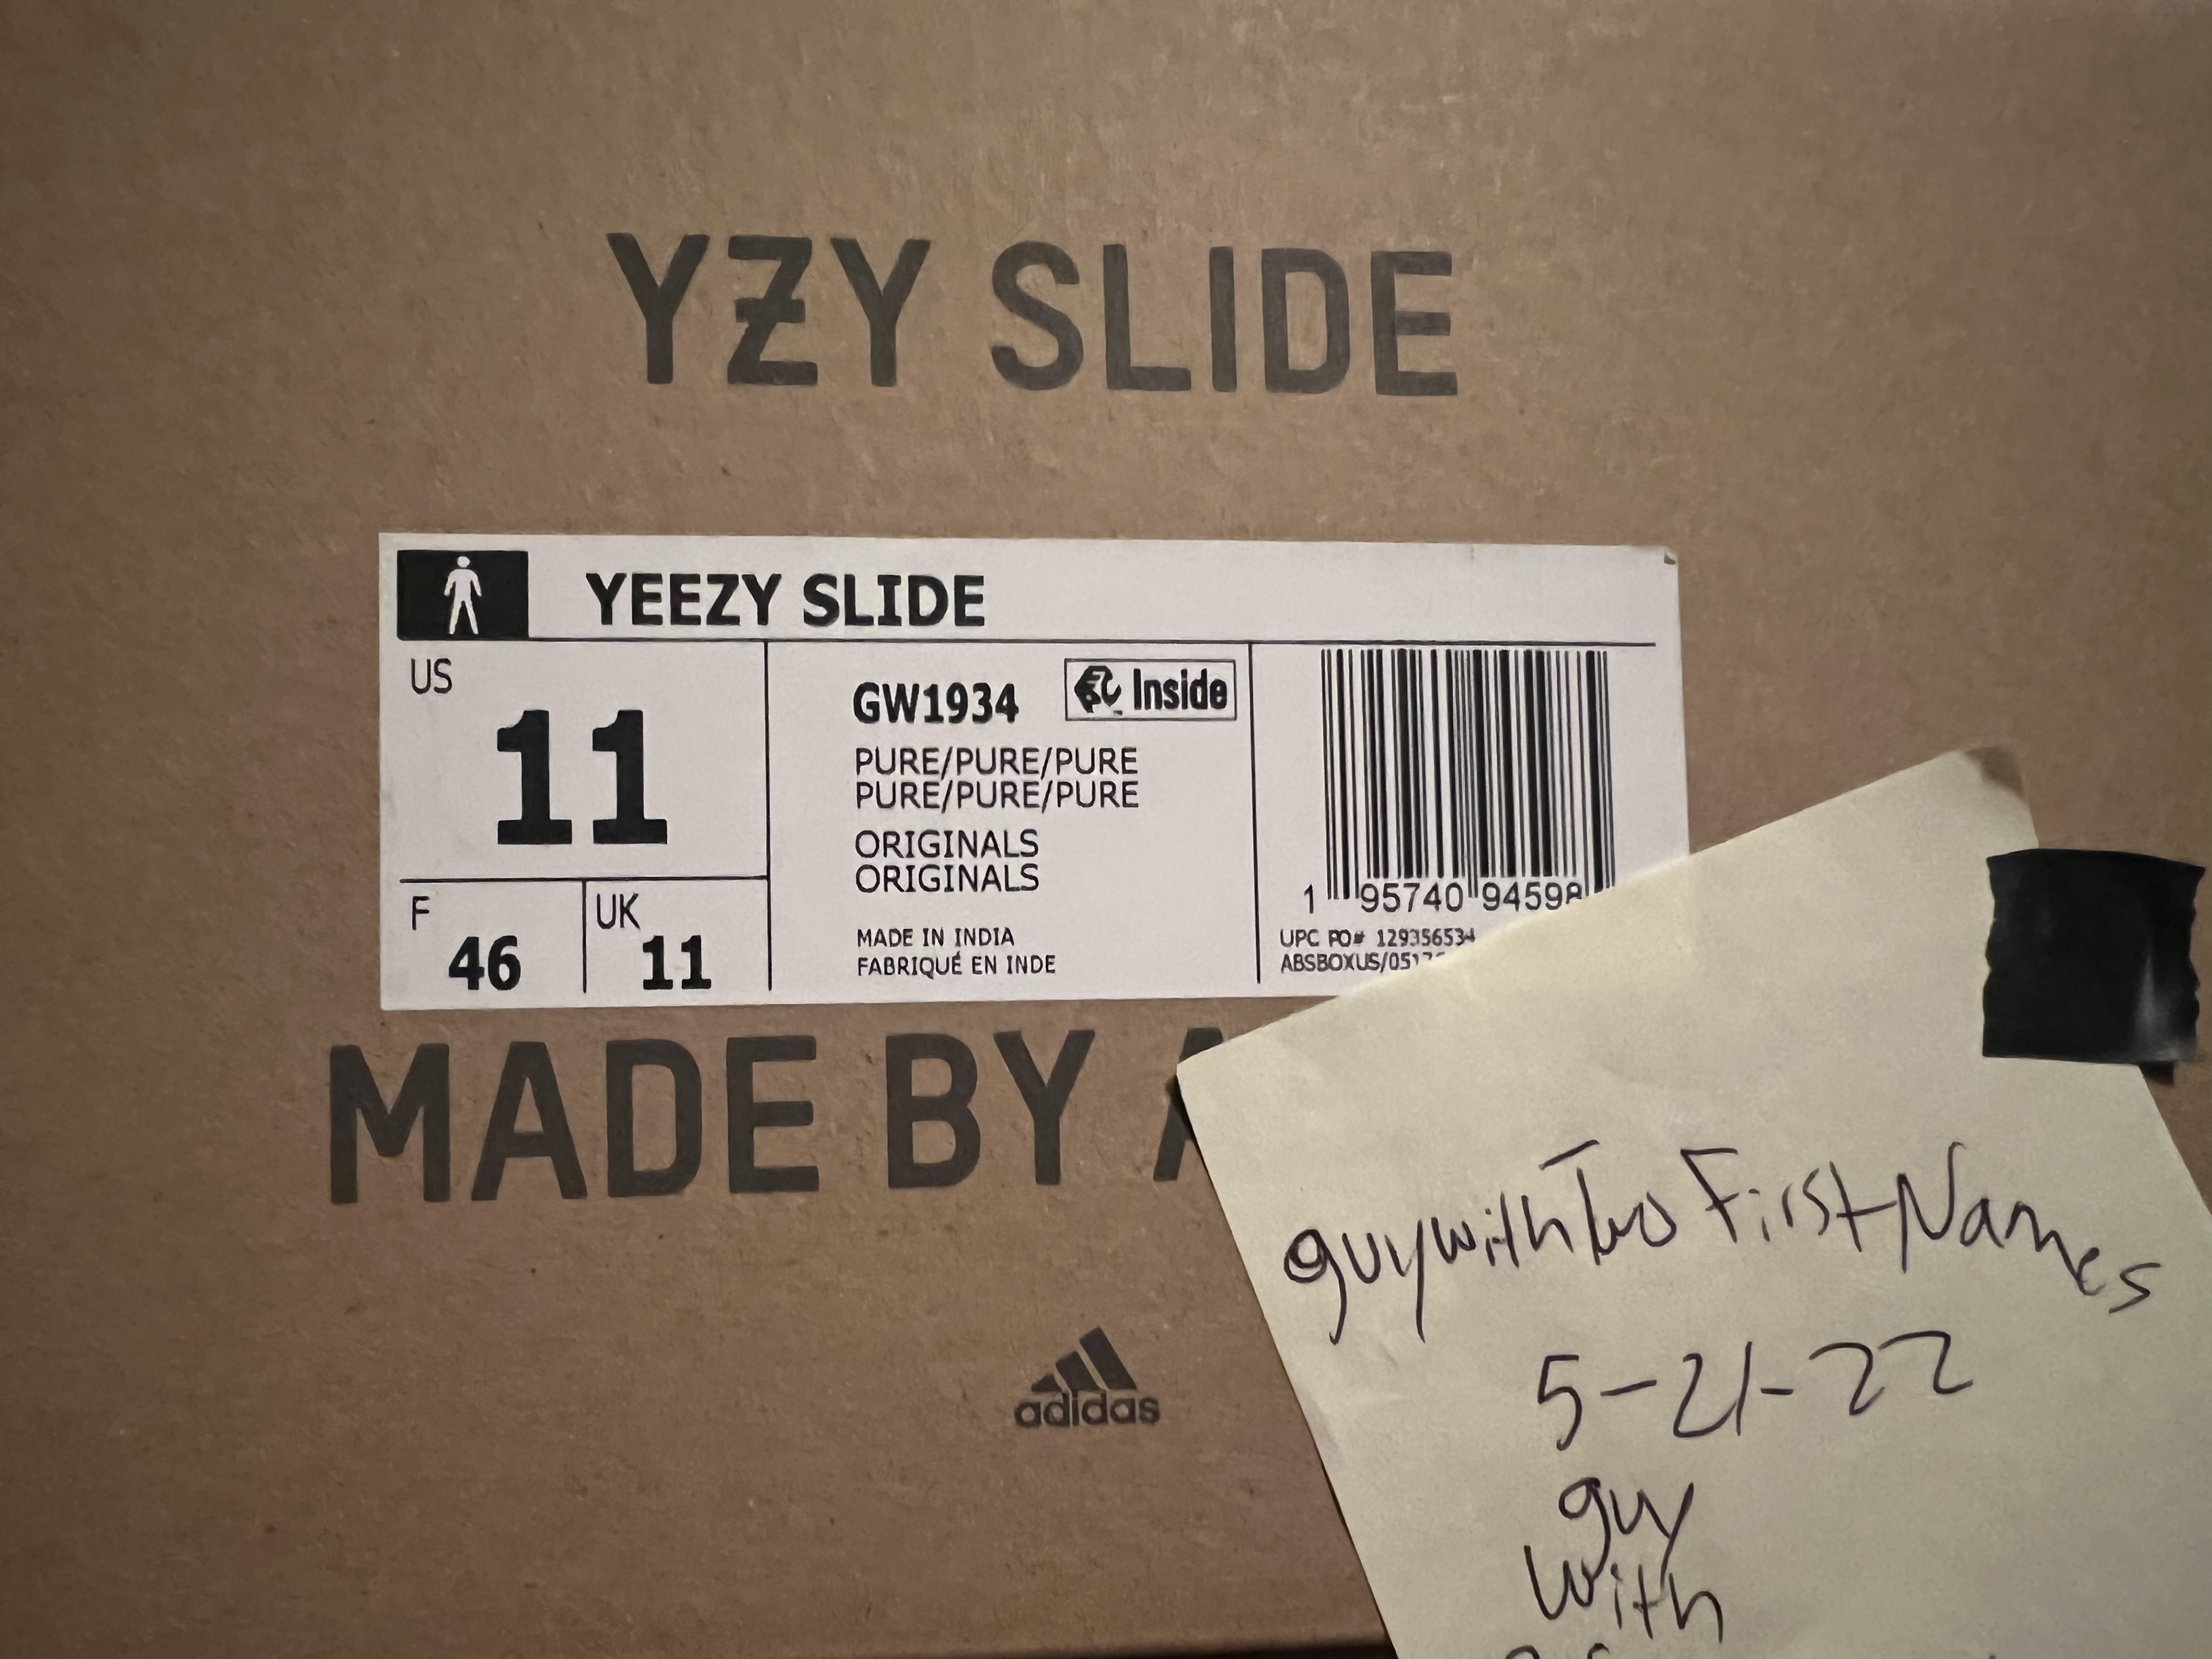 YZY SLIDE
YEEZY SLIDE
US
11
F
46
UK
11
GW1934
Inside
PURE/PURE/PURE
PURE/PURE/PURE
ORIGINALS
ORIGINALS
MADE IN INDIA
FABRIQUÉ EN INDE
1 95740 94598
UPC PO# 129356534
ABSBOXUS/0517
MADE BY A
adidas
guywithTwoFirstNames
5-21-22
guy
with